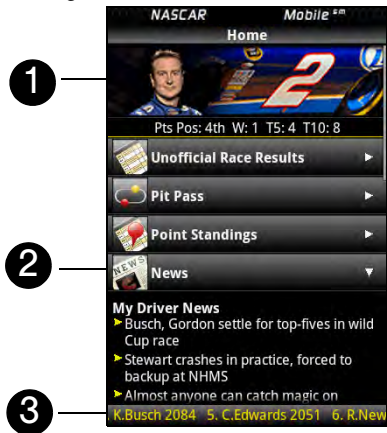 NASCAR Mobile sm
Home
2
1
Pts Pos: 4th W: 1 T5: 4 T10: 8
Unofficial Race Results
Pit Pass
Point Standings
2
NEWS
News
My Driver News
Busch, Gordon settle for top-fives in wild
Cup race
Stewart crashes in practice, forced to
backup at NHMS
Almost anyone can catch magic on
3
. K.Busch 2084 5. C.Edwards 2051 6. R.New